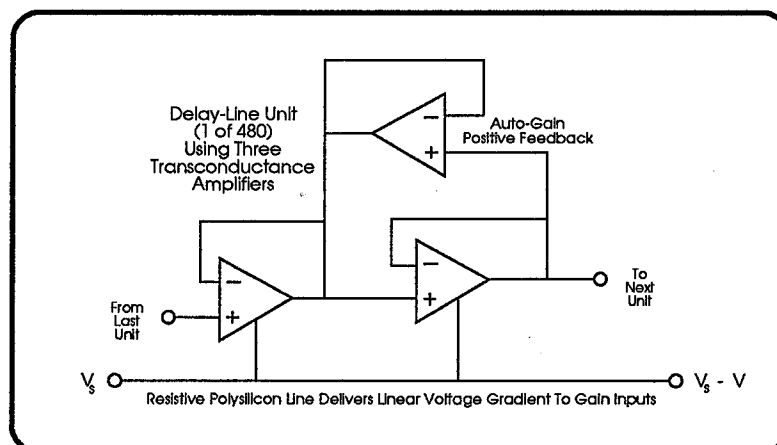 Delay-Line Unit
(1 of 480)
Using Three
Transconductance
Amplifiers
Auto-Gain
Positive Feedback
−
+
−
+
−
+
From
Last
Unit
To
Next
Unit
Vs
Vs - V
Resistive Polysilicon Line Delivers Linear Voltage Gradient To Gain Inputs